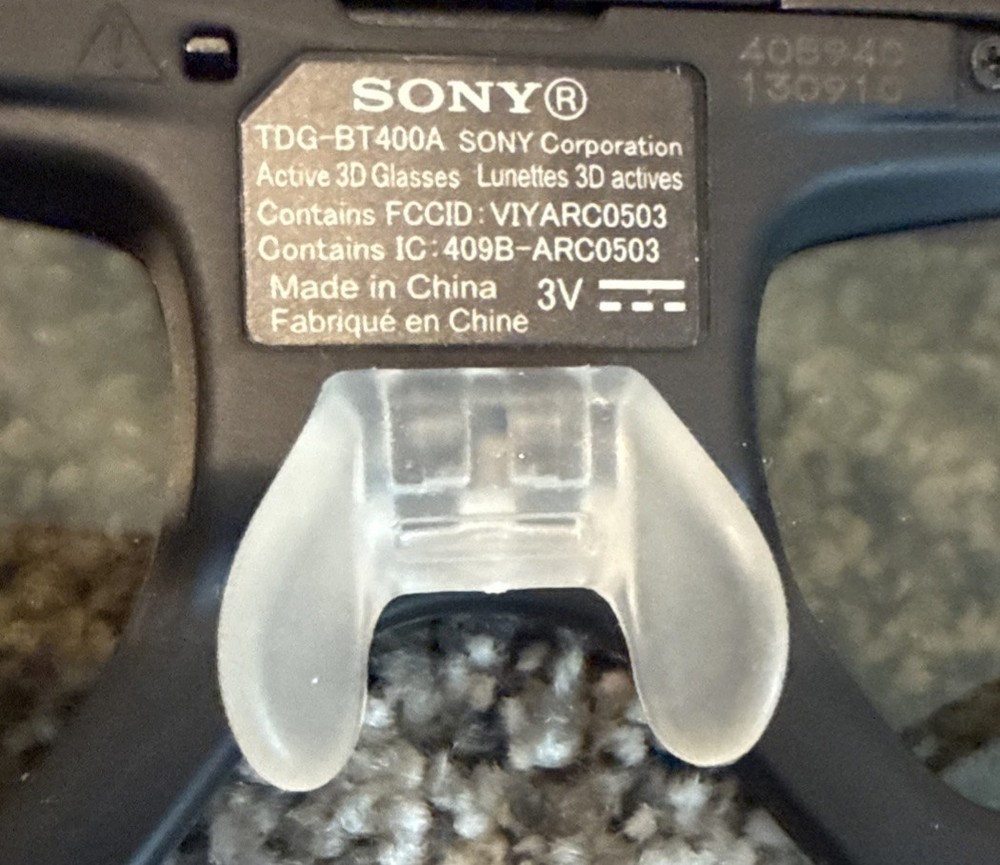 SONY®
TDG-BT400A SONY Corporation
Active 3D Glasses Lunettes 3D actives
Contains FCCID:VIYARC0503
Contains IC:409B-ARC0503
Made in China 3V
Fabriqué en Chine